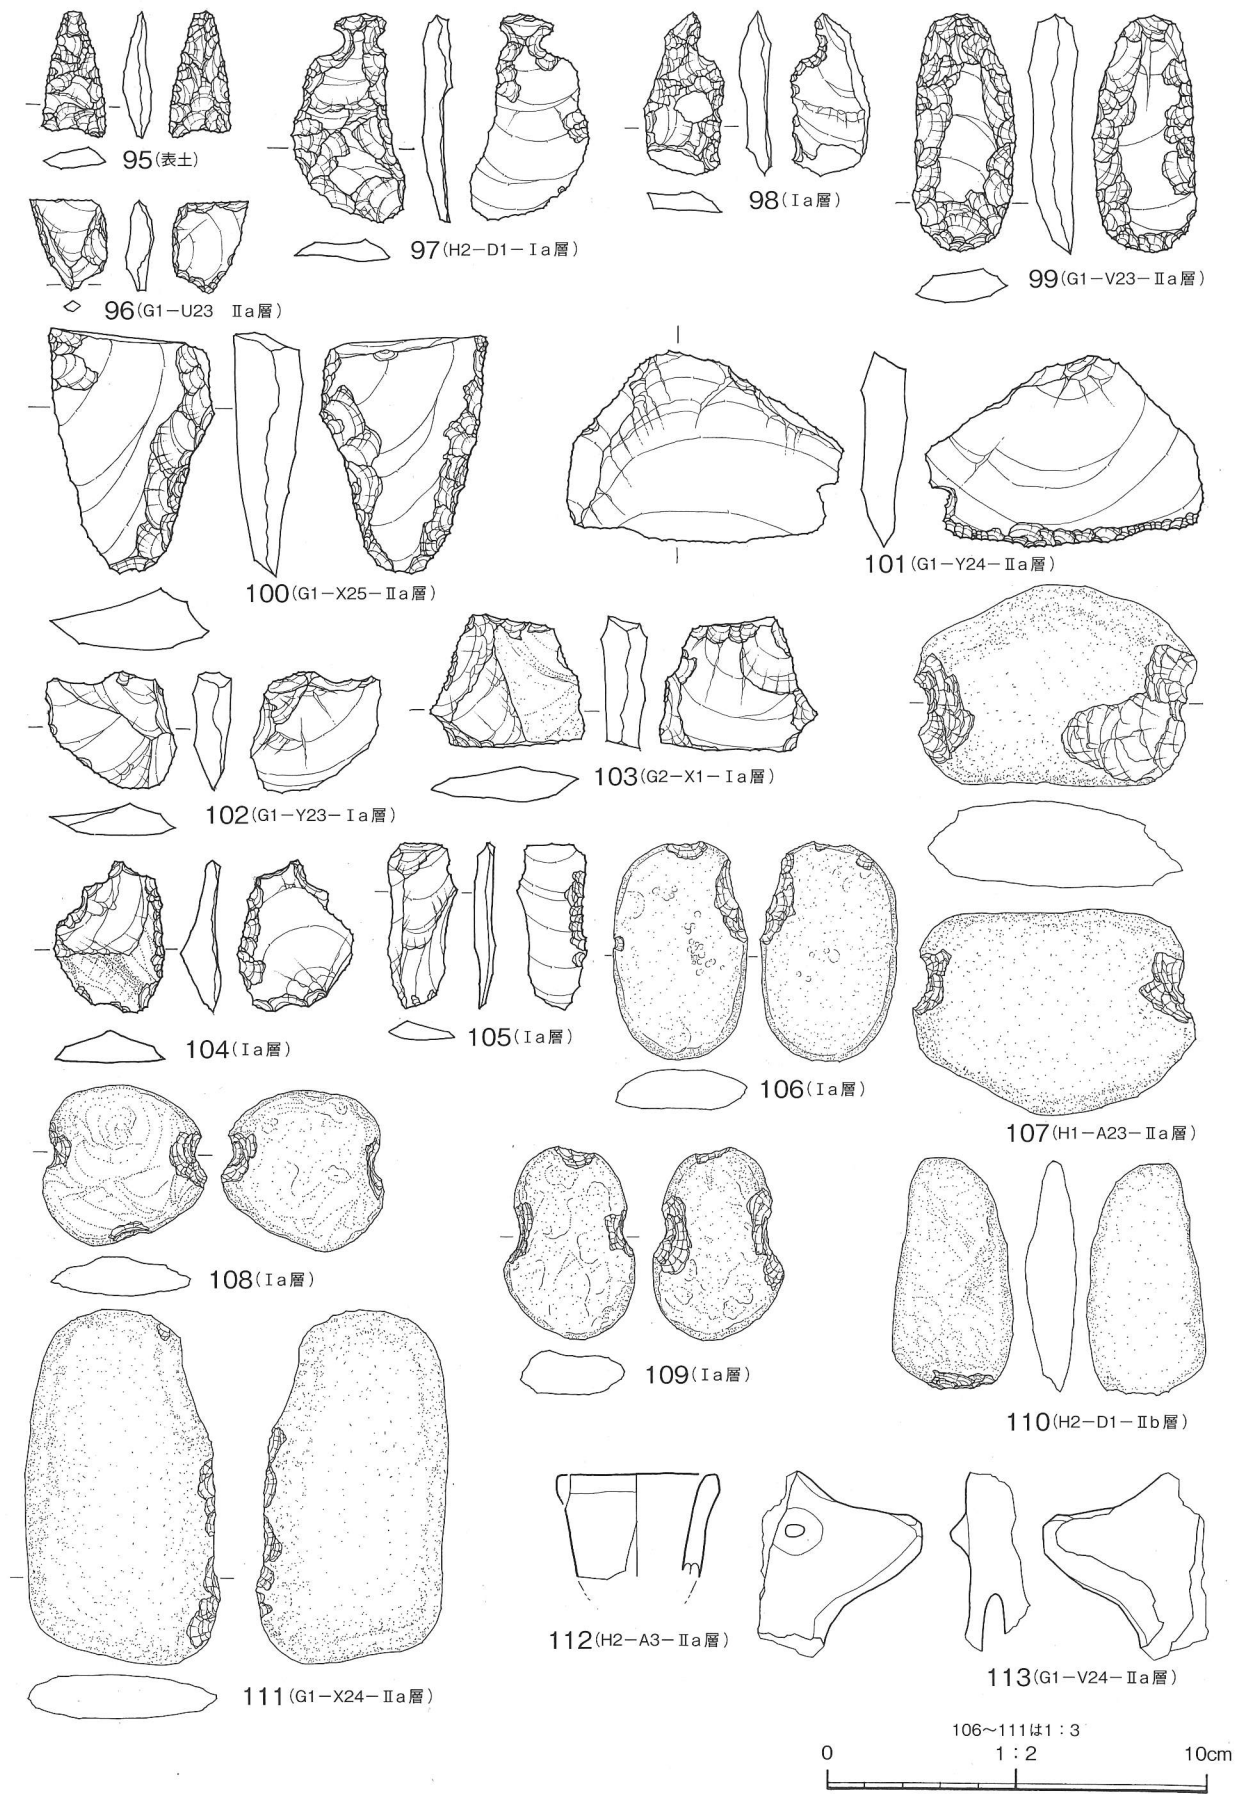 95(表土)
97(H2-D1-Ⅰa層)
98(Ⅰa層)
99(G1-V23-Ⅱa層)
96(G1-U23 Ⅱa層)
100(G1-X25-Ⅱa層)
101(G1-Y24-Ⅱa層)
102(G1-Y23-Ⅰa層)
103(G2-X1-Ⅰa層)
104(Ⅰa層)
105(Ⅰa層)
106(Ⅰa層)
107(H1-A23-Ⅱa層)
108(Ⅰa層)
109(Ⅰa層)
110(H2-D1-Ⅱb層)
111(G1-X24-Ⅱa層)
112(H2-A3-Ⅱa層)
113(G1-V24-Ⅱa層)
106~111は1:3
0 1:2 10cm